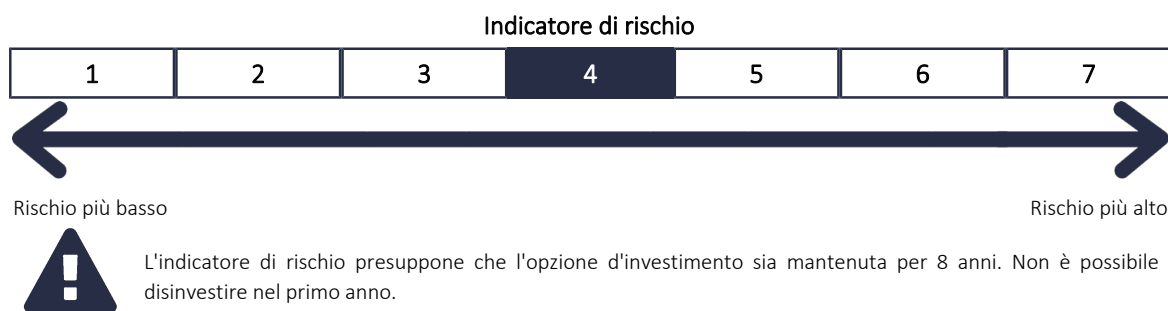 Indicatore di rischio
1 2 3 4 5 6 7
Rischio più basso Rischio più alto
L'indicatore di rischio presuppone che l'opzione d'investimento sia mantenuta per 8 anni. Non è possibile
disinvestire nel primo anno.